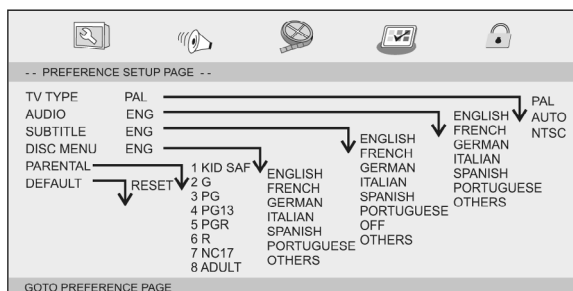 -- PREFERENCE SETUP PAGE --
TV TYPE PAL
AUDIO ENG
SUBTITLE ENG
DISC MENU ENG
PARENTAL
DEFAULT
RESET
1 KID SAF
2 G
3 PG
4 PG13
5 PGR
6 R
7 NC17
8 ADULT
ENGLISH
FRENCH
GERMAN
ITALIAN
SPANISH
PORTUGUESE
OTHERS
ENGLISH
FRENCH
GERMAN
ITALIAN
SPANISH
PORTUGUESE
OFF
OTHERS
ENGLISH
FRENCH
GERMAN
ITALIAN
SPANISH
PORTUGUESE
OTHERS
PAL
AUTO
NTSC
GOTO PREFERENCE PAGE